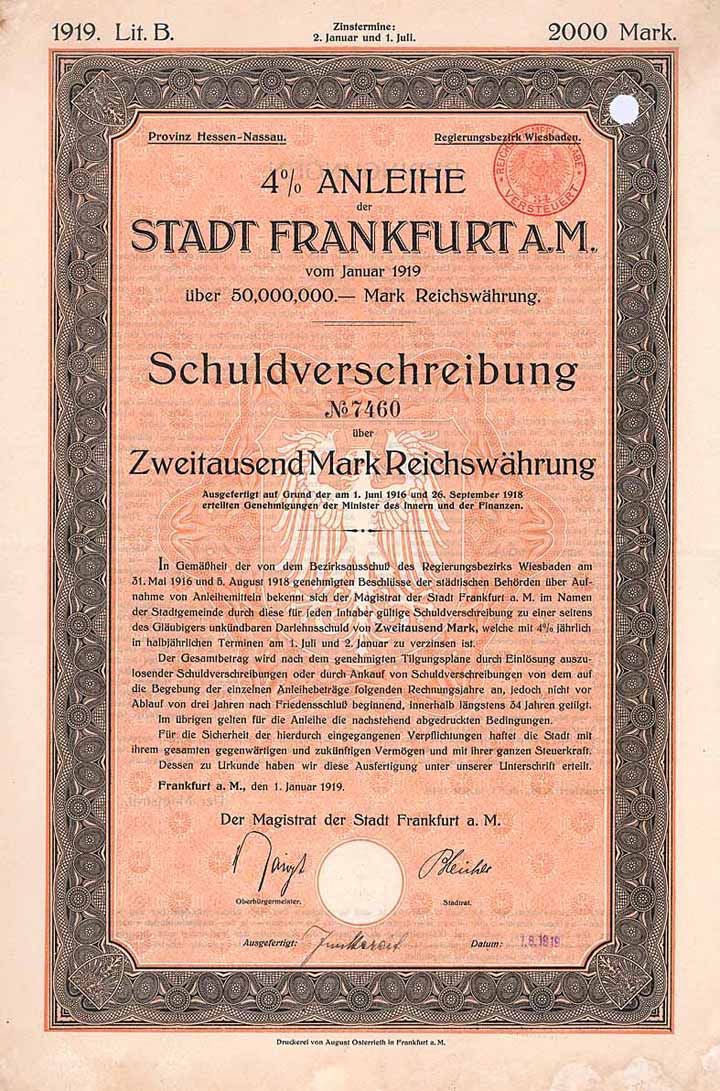 1919. Lit. B.
Zinstermine:
2. Januar und 1. Juli.
2000 Mark.
Provinz Hessen-Nassau.
Regierungsbezirk Wiesbaden.
VERSTEUERT
4% ANLEIHE
der
STADT FRANKFURT A.M.
vom Januar 1919
über 50,000,000.— Mark Reichswährung.
Schuldverschreibung
No 7460
über
Zweitausend Mark Reichswährung
Ausgefertigt auf Grund der am 1. Juni 1916 und 26. September 1918
erteilten Genehmigungen der Minister des Innern und der Finanzen.
In Gemäßheit der von dem Bezirksausschuß des Regierungsbezirks Wiesbaden am
31. Mai 1916 und 5. August 1918 genehmigten Beschlüsse der städtischen Behörden über Auf-
nahme von Anleihemitteln bekennt sich der Magistrat der Stadt Frankfurt a. M. im Namen
der Stadtgemeinde durch diese für jeden Inhaber gültige Schuldverschreibung zu einer seitens
des Gläubigers unkündbaren Darlehnsschuld von Zweitausend Mark, welche mit 4% jährlich
in halbjährlichen Terminen am 1. Juli und 2. Januar zu verzinsen ist.
Der Gesamtbetrag wird nach dem genehmigten Tilgungsplane durch Einlösung auszu-
losender Schuldverschreibungen oder durch Ankauf von Schuldverschreibungen von dem auf
die Begebung der einzelnen Anleihebeträge folgenden Rechnungsjahre an, jedoch nicht vor
Ablauf von drei Jahren nach Friedensschluß beginnend, innerhalb längstens 34 Jahren getilgt.
Im übrigen gelten für die Anleihe die nachstehend abgedruckten Bedingungen.
Für die Sicherheit der hierdurch eingegangenen Verpflichtungen haftet die Stadt mit
ihrem gesamten gegenwärtigen und zukünftigen Vermögen und mit ihrer ganzen Steuerkraft.
Dessen zu Urkunde haben wir diese Ausfertigung unter unserer Unterschrift erteilt.
Frankfurt a. M., den 1. Januar 1919.
Der Magistrat der Stadt Frankfurt a. M.
Bleicher
Oberbürgermeister.
Stadtrat.
Ausgefertigt:
Datum: 1.8.1919
Druckerei von August Osterrieth in Frankfurt a. M.